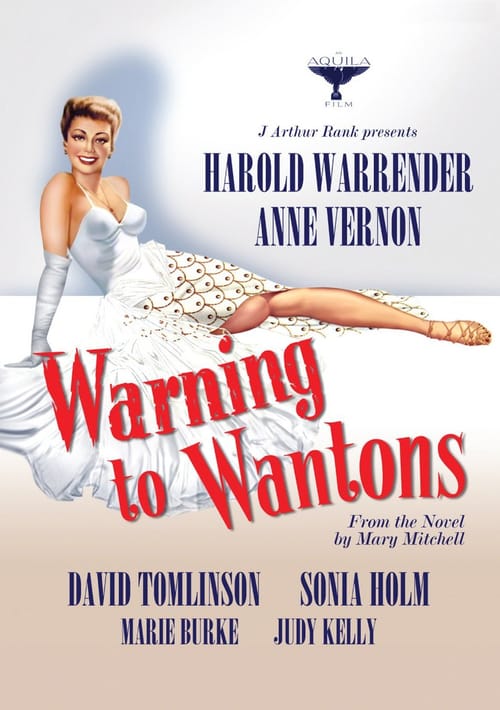 AN
AQUILA
FILM
J Arthur Rank presents
HAROLD WARRENDER
ANNE VERNON
Warning
to Wantons
From the Novel
by Mary Mitchell
DAVID TOMLINSON SONIA HOLM
MARIE BURKE JUDY KELLY